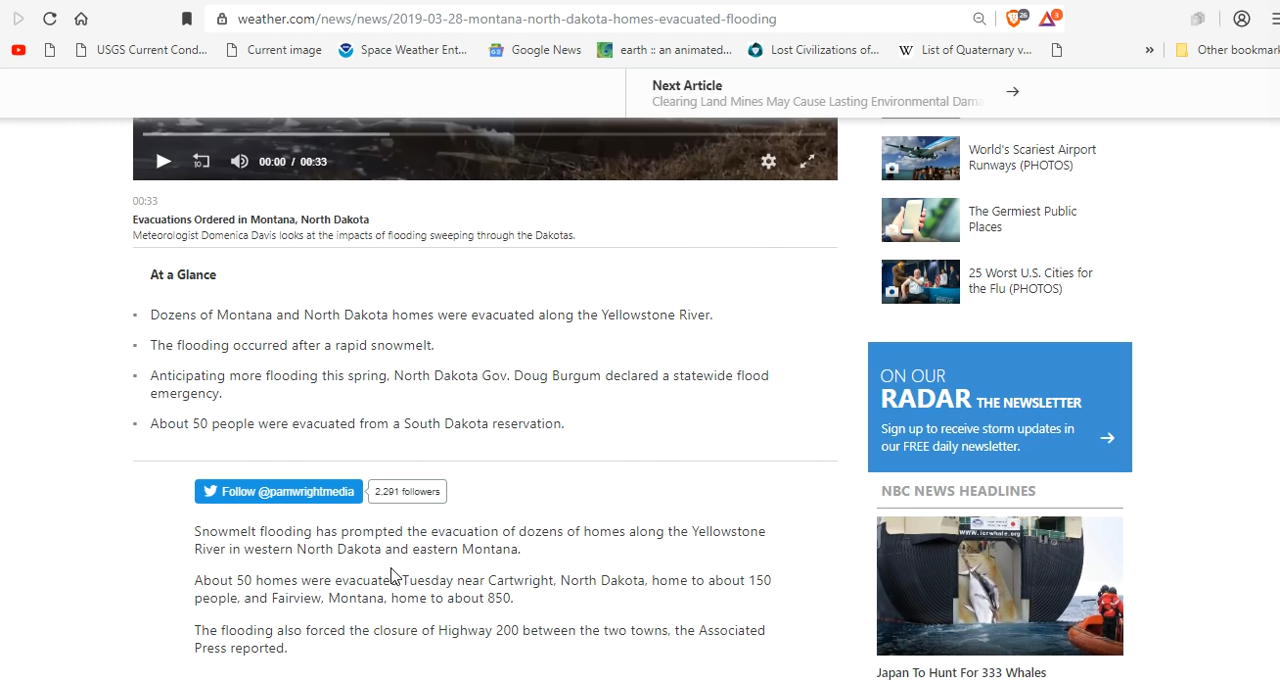 weather.com/news/news/2019-03-28-montana-north-dakota-homes-evacuated-flooding
26
3
USGS Current Cond...
Current image
Space Weather Ent...
Google News
earth :: an animated...
Lost Civilizations of...
W List of Quaternary v...
»
Other bookmark
Next Article
Clearing Land Mines May Cause Lasting Environmental Dama
10
00:00 / 00:33
00:33
Evacuations Ordered in Montana, North Dakota
Meteorologist Domenica Davis looks at the impacts of flooding sweeping through the Dakotas.
At a Glance
Dozens of Montana and North Dakota homes were evacuated along the Yellowstone River.
The flooding occurred after a rapid snowmelt.
Anticipating more flooding this spring, North Dakota Gov. Doug Burgum declared a statewide flood
emergency.
About 50 people were evacuated from a South Dakota reservation.
Follow @pamwrightmedia
2,291 followers
Snowmelt flooding has prompted the evacuation of dozens of homes along the Yellowstone
River in western North Dakota and eastern Montana.
About 50 homes were evacuated Tuesday near Cartwright, North Dakota, home to about 150
people, and Fairview, Montana, home to about 850.
The flooding also forced the closure of Highway 200 between the two towns, the Associated
Press reported.
World's Scariest Airport
Runways (PHOTOS)
The Germiest Public
Places
25 Worst U.S. Cities for
the Flu (PHOTOS)
ON OUR
RADAR THE NEWSLETTER
Sign up to receive storm updates in
our FREE daily newsletter.
NBC NEWS HEADLINES
www.icrwhale.org
Japan To Hunt For 333 Whales